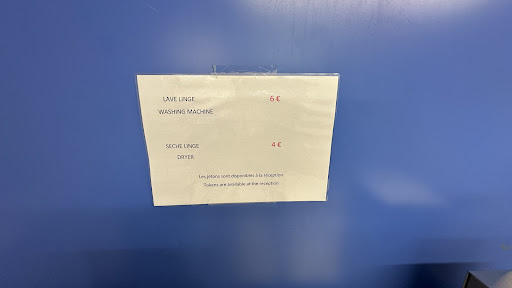 LAVE LINGE 6 €
WASHING MACHINE
SECHE LINGE 4 €
DRYER
Les jetons sont disponibles à la réception
Tokens are available at the reception